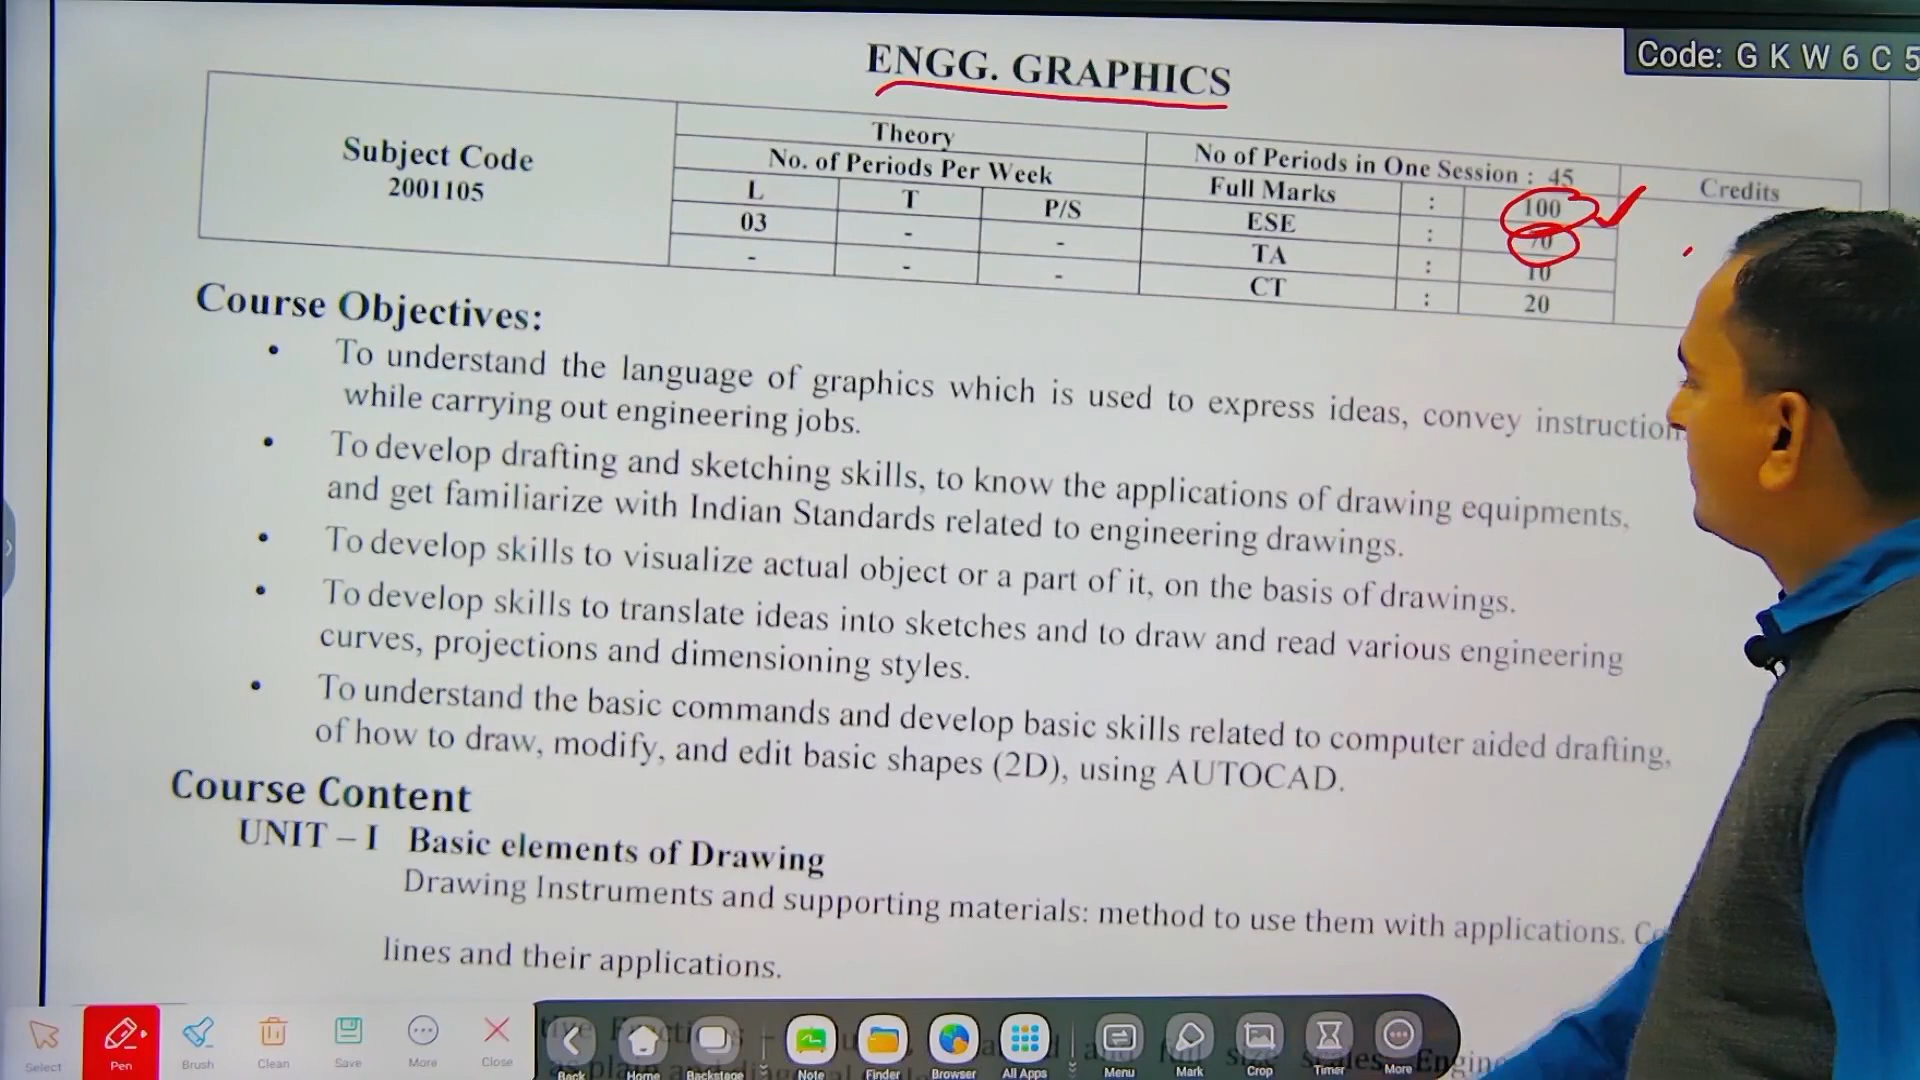 Code: G K W 6 C 5
ENGG. GRAPHICS
Subject Code
2001105
Theory
No. of Periods Per Week
L T P/S
03 - -
- - -
No of Periods in One Session : 45
Full Marks : 100
ESE : 70
TA : 10
CT : 20
Credits
Course Objectives:
• To understand the language of graphics which is used to express ideas, convey instruction
while carrying out engineering jobs.
• To develop drafting and sketching skills, to know the applications of drawing equipments,
and get familiarize with Indian Standards related to engineering drawings.
• To develop skills to visualize actual object or a part of it, on the basis of drawings.
• To develop skills to translate ideas into sketches and to draw and read various engineering
curves, projections and dimensioning styles.
• To understand the basic commands and develop basic skills related to computer aided drafting,
of how to draw, modify, and edit basic shapes (2D), using AUTOCAD.
Course Content
UNIT – I Basic elements of Drawing
Drawing Instruments and supporting materials: method to use them with applications.
lines and their applications.
size scales. Engin
Select Pen Brush Clean Save More Close Back Home Backstage Note Finder Browser All Apps Menu Mark Crop Timer More